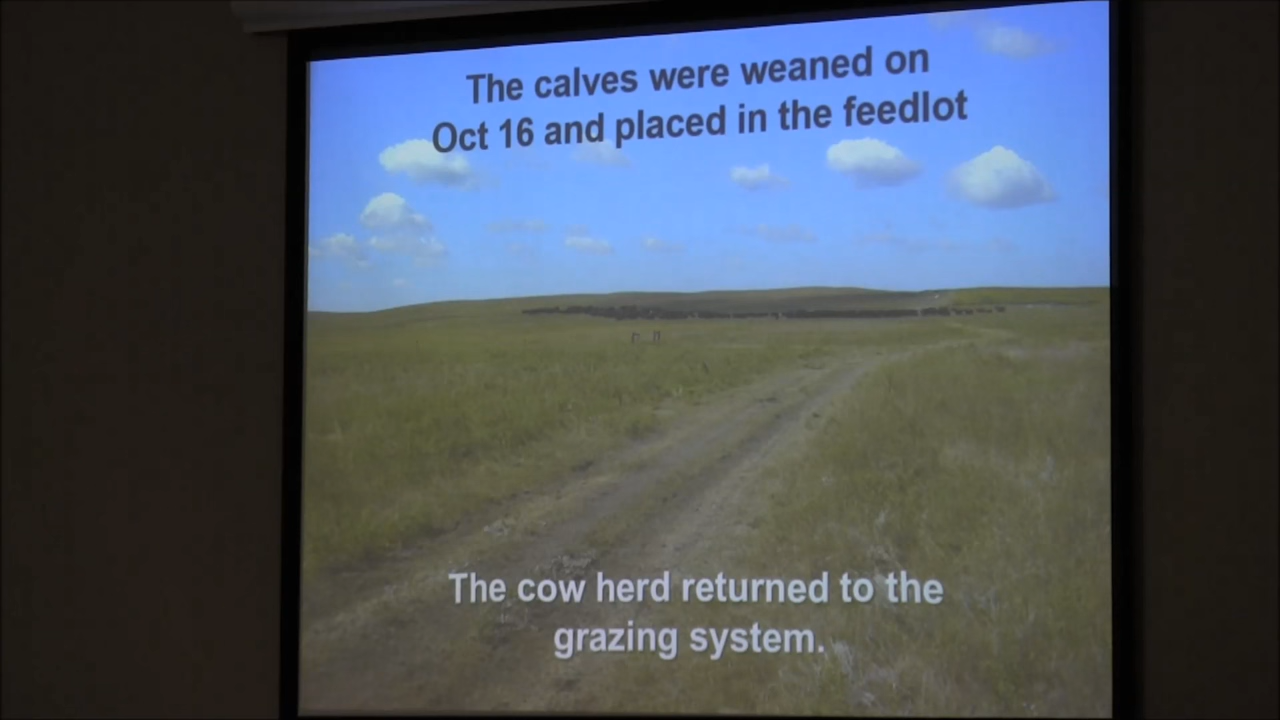 The calves were weaned on
Oct 16 and placed in the feedlot
The cow herd returned to the
grazing system.